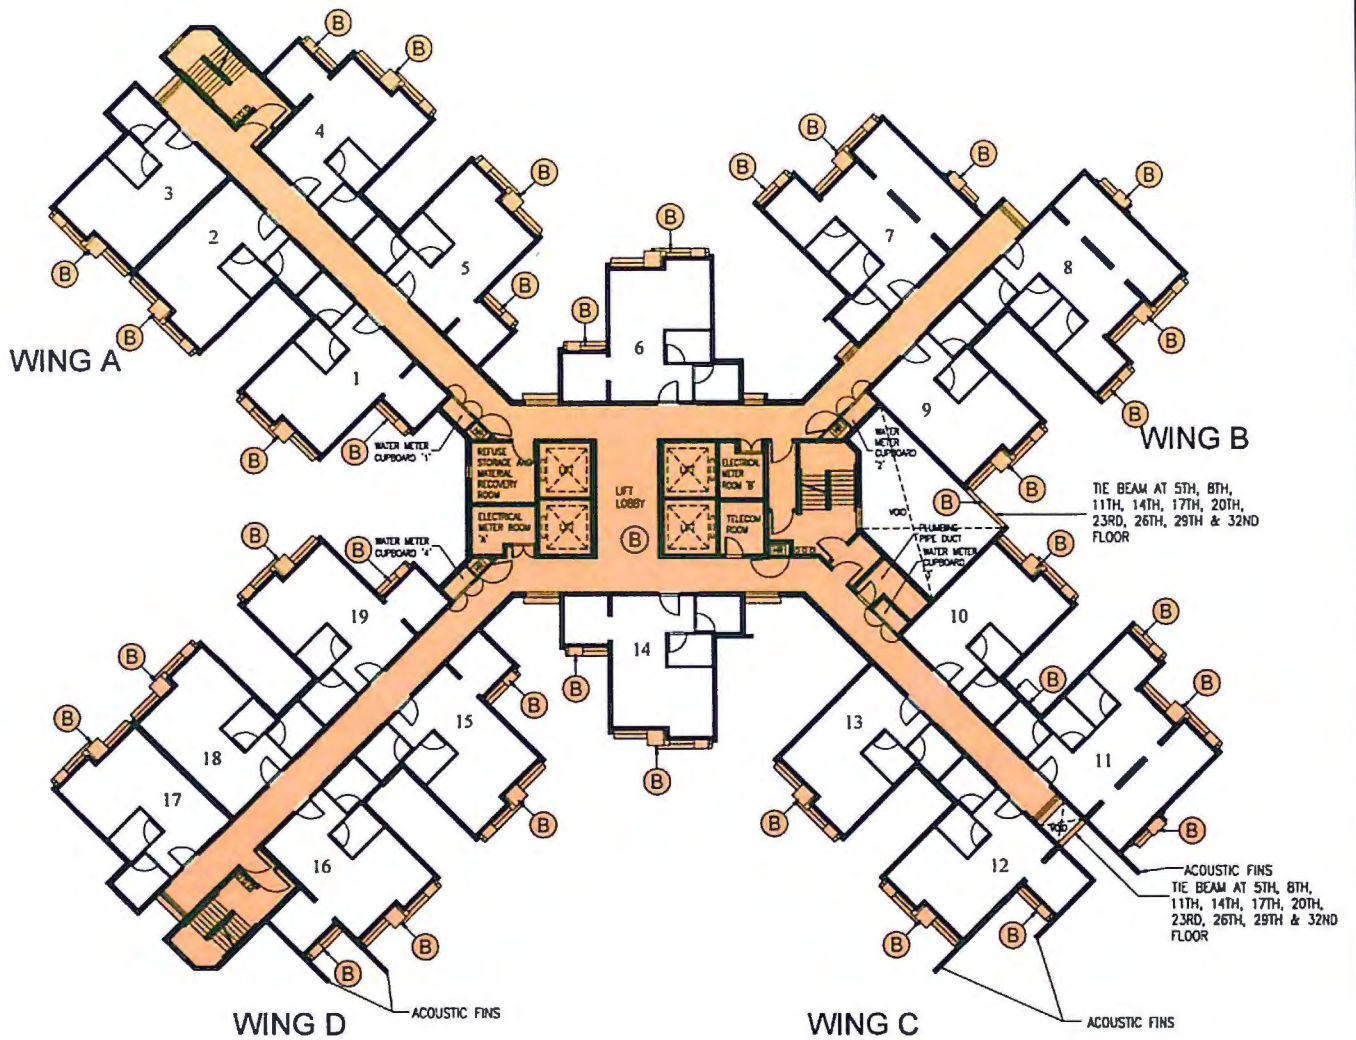 B
B
4
B
B
B
B
3
7
B
B
2
5
B
8
B
B
B
B
6
B
B
WING A
1
9
B
B
B
WATER METER
CUPBOARD "1"
REFUSE
STORAGE AND
MATERIAL
RECOVERY
ROOM
ELECTRICAL
METER
ROOM "B"
WATER
METER
CUPBOARD
"2"
WING B
B
B
LIFT
LOBBY
B
ELECTRICAL
METER ROOM
"A"
TELECOM
ROOM
VOID
TIE BEAM AT 5TH, 8TH,
11TH, 14TH, 17TH, 20TH,
23RD, 26TH, 29TH & 32ND
FLOOR
WATER METER
CUPBOARD "4"
PLUMBING
PIPE DUCT
WATER METER
CUPBOARD
B
B
B
19
10
B
B
14
B
B
B
B
15
13
B
B
18
11
B
17
B
B
B
B
16
12
VOID
B
B
B
ACOUSTIC FINS
TIE BEAM AT 5TH, 8TH,
11TH, 14TH, 17TH, 20TH,
23RD, 26TH, 29TH & 32ND
FLOOR
B
B
ACOUSTIC FINS
WING D
WING C
ACOUSTIC FINS